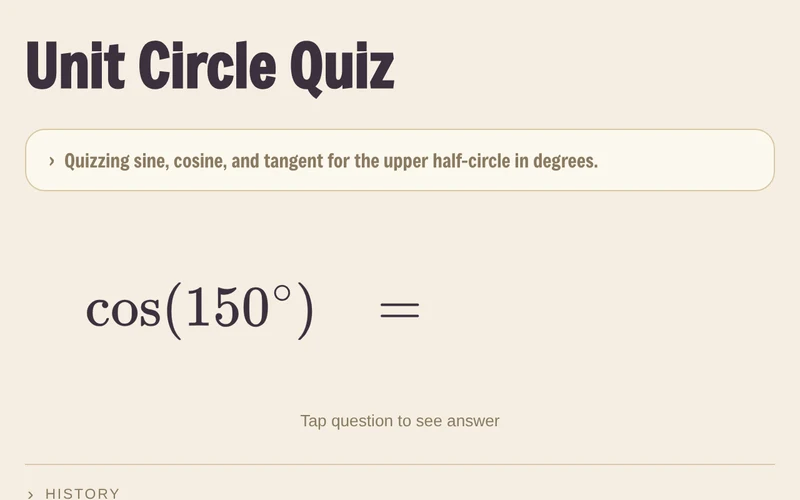 Unit Circle Quiz
› Quizzing sine, cosine, and tangent for the upper half-circle in degrees.
cos(150°) =
Tap question to see answer
› HISTORY